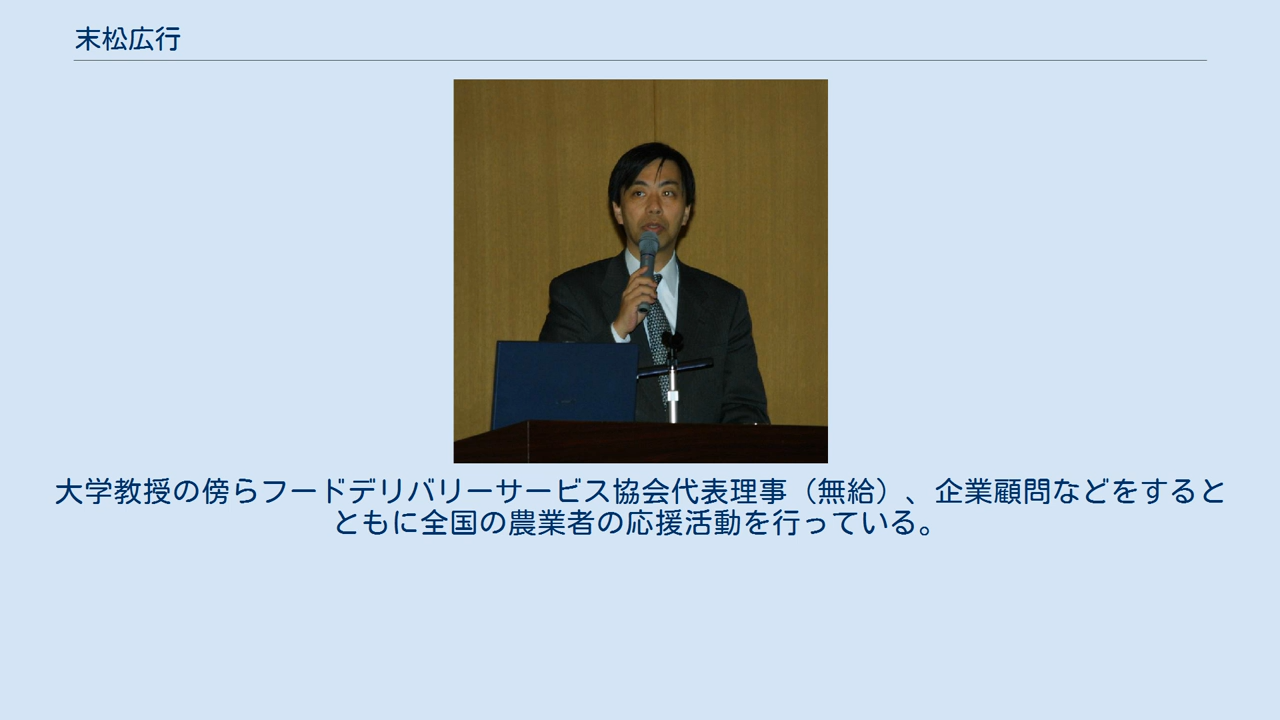 末松広行
大学教授の傍らフードデリバリーサービス協会代表理事（無給）、企業顧問などをすると
ともに全国の農業者の応援活動を行っている。